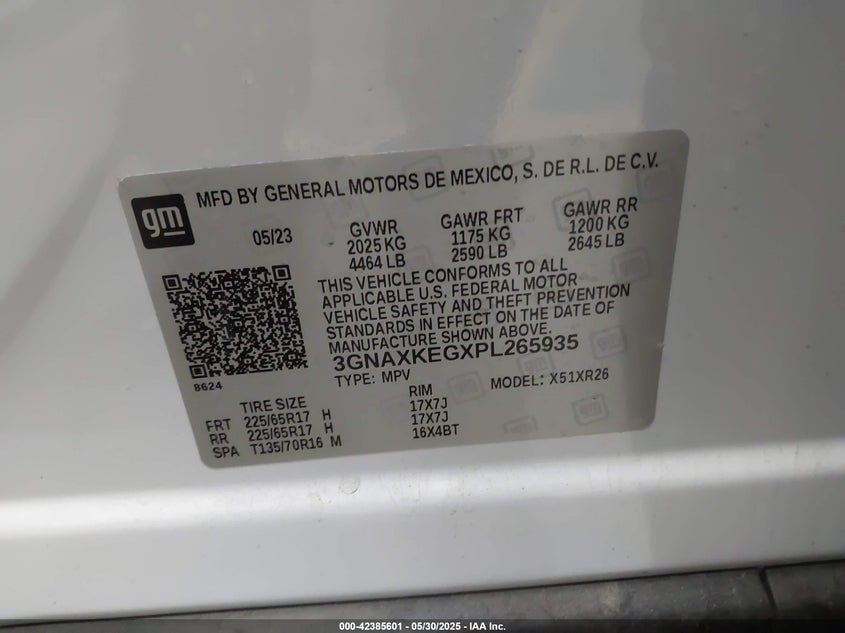 gm
MFD BY GENERAL MOTORS DE MEXICO, S. DE R.L. DE C.V.
05/23
GVWR
2025 KG
4464 LB
GAWR FRT
1175 KG
2590 LB
GAWR RR
1200 KG
2645 LB
THIS VEHICLE CONFORMS TO ALL
APPLICABLE U.S. FEDERAL MOTOR
VEHICLE SAFETY AND THEFT PREVENTION
STANDARDS IN EFFECT ON THE DATE OF
MANUFACTURE SHOWN ABOVE.
3GNAXKEGXPL265935
TYPE: MPV MODEL: X51XR26
8624
TIRE SIZE RIM
FRT 225/65R17 H 17X7J
RR 225/65R17 H 17X7J
SPA T135/70R16 M 16X4BT
000-42385601 - 05/30/2025 - IAA Inc.